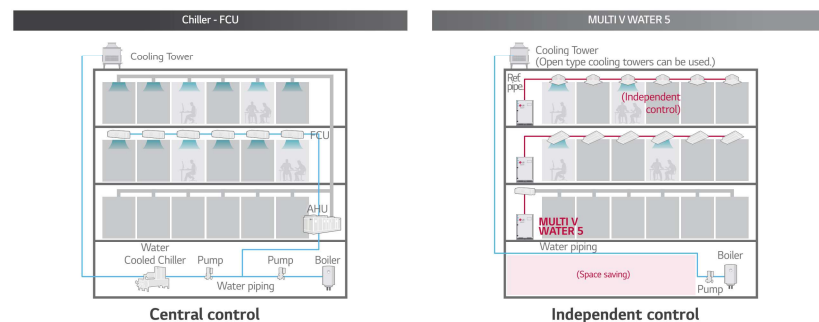 Chiller - FCU
Cooling Tower
FCU
AHU
Water
Cooled Chiller
Pump
Pump
Boiler
Water piping
Central control
MULTI V WATER 5
Cooling Tower
(Open type cooling towers can be used.)
Ref
pipe
(Independent
control)
MULTI V
WATER 5
Water piping
Boiler
(Space saving)
Pump
Independent control